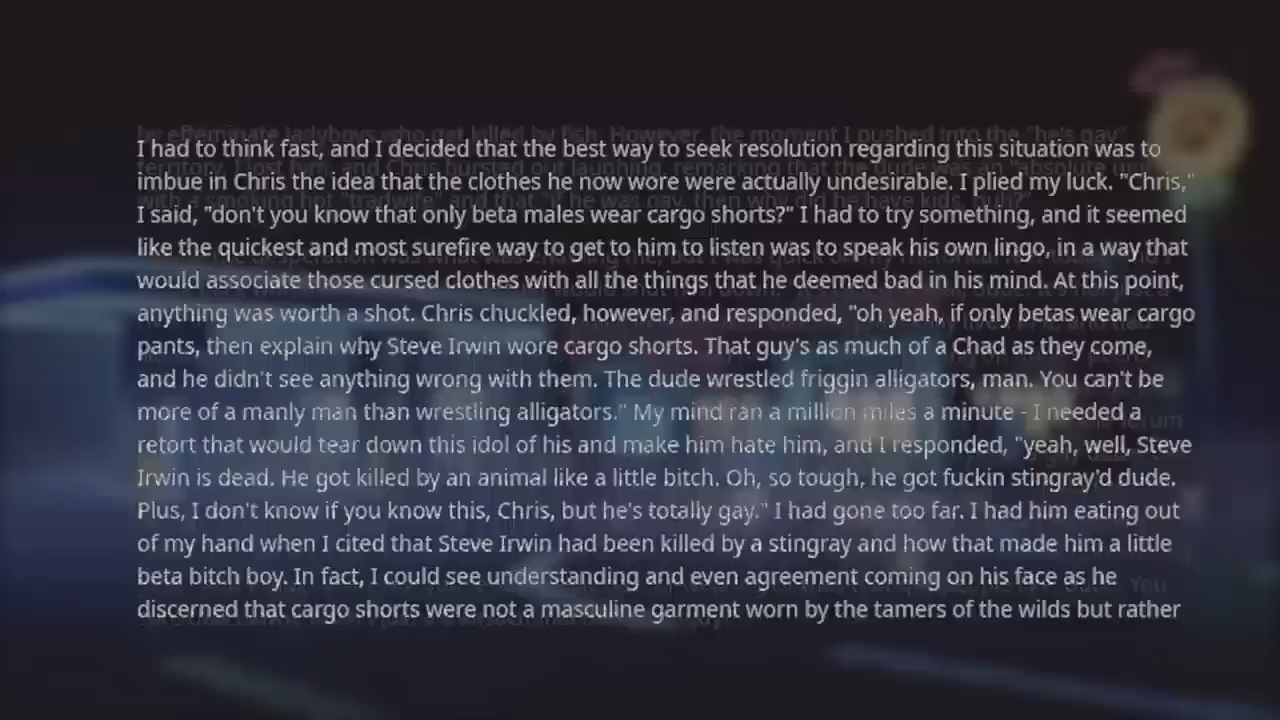 I had to think fast, and I decided that the best way to seek resolution regarding this situation was to
imbue in Chris the idea that the clothes he now wore were actually undesirable. I plied my luck. "Chris,"
I said, "don't you know that only beta males wear cargo shorts?" I had to try something, and it seemed
like the quickest and most surefire way to get to him to listen was to speak his own lingo, in a way that
would associate those cursed clothes with all the things that he deemed bad in his mind. At this point,
anything was worth a shot. Chris chuckled, however, and responded, "oh yeah, if only betas wear cargo
pants, then explain why Steve Irwin wore cargo shorts. That guy's as much of a Chad as they come,
and he didn't see anything wrong with them. The dude wrestled friggin alligators, man. You can't be
more of a manly man than wrestling alligators." My mind ran a million miles a minute - I needed a
retort that would tear down this idol of his and make him hate him, and I responded, "yeah, well, Steve
Irwin is dead. He got killed by an animal like a little bitch. Oh, so tough, he got fuckin stingray'd dude.
Plus, I don't know if you know this, Chris, but he's totally gay." I had gone too far. I had him eating out
of my hand when I cited that Steve Irwin had been killed by a stingray and how that made him a little
beta bitch boy. In fact, I could see understanding and even agreement coming on his face as he
discerned that cargo shorts were not a masculine garment worn by the tamers of the wilds but rather